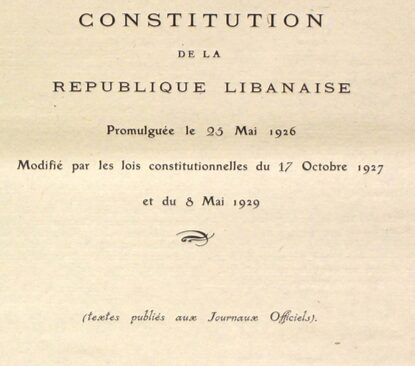 CONSTITUTION
DE LA
REPUBLIQUE LIBANAISE
Promulguée le 25 Mai 1926
Modifié par les lois constitutionnelles du 17 Octobre 1927
et du 8 Mai 1929
(textes publiés aux Journaux Officiels).